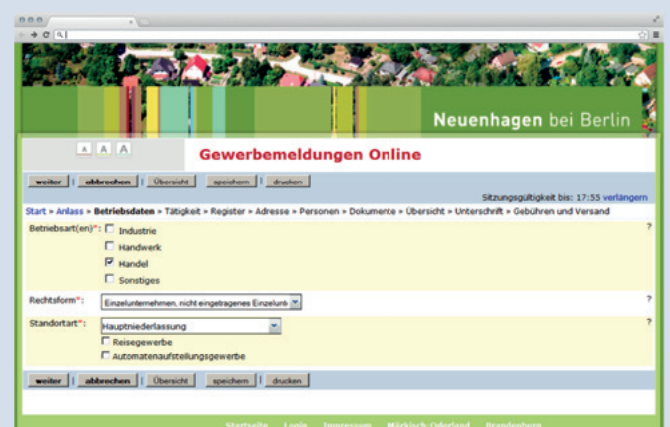 Neuenhagen bei Berlin
A A A
Gewerbemeldungen Online
weiter | abbrechen | Übersicht | speichern | drucken
Sitzungsgültigkeit bis: 17:55 verlängern
Start » Anlass » Betriebsdaten » Tätigkeit » Register » Adresse » Personen » Dokumente » Übersicht » Unterschrift » Gebühren und Versand
Betriebsart(en)*: Industrie ?
Handwerk
Handel
Sonstiges
Rechtsform*: Einzelunternehmen, nicht eingetragenes Einzelunte ?
Standortart*: Hauptniederlassung ?
Reisegewerbe
Automatenaufstellungsgewerbe
weiter | abbrechen | Übersicht | speichern | drucken
Startseite Login Impressum Märkisch-Oderland Brandenburg